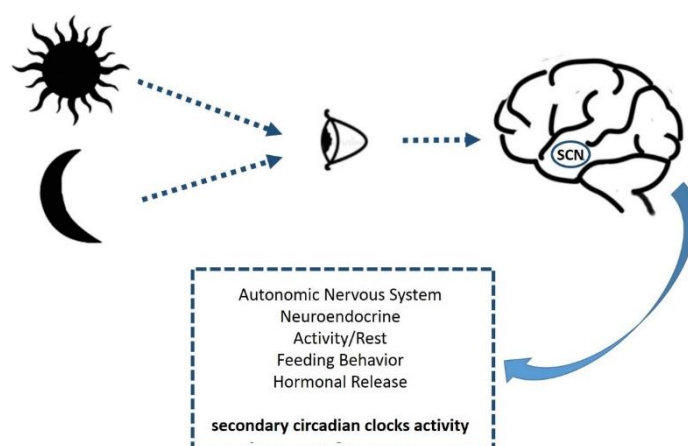 SCN
Autonomic Nervous System
Neuroendocrine
Activity/Rest
Feeding Behavior
Hormonal Release
secondary circadian clocks activity